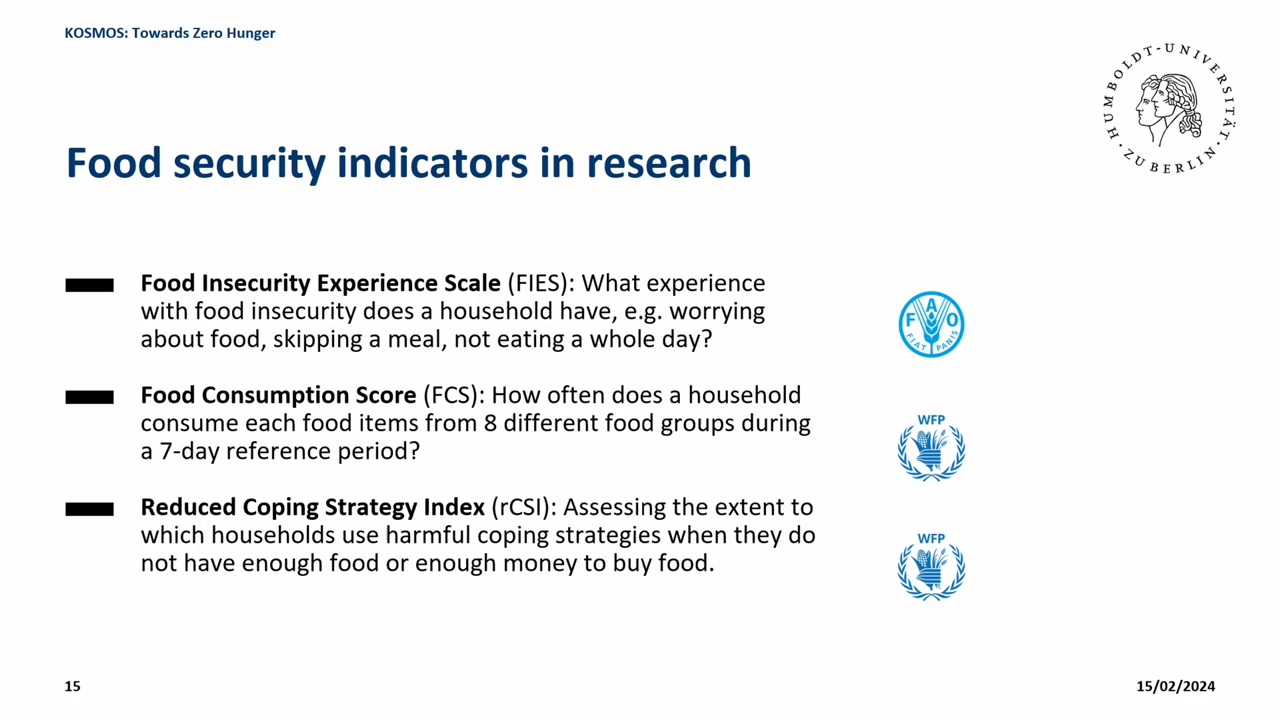 KOSMOS: Towards Zero Hunger
HUMBOLDT-UNIVERSITÄT
· ZU BERLIN ·
Food security indicators in research
Food Insecurity Experience Scale (FIES): What experience
with food insecurity does a household have, e.g. worrying
about food, skipping a meal, not eating a whole day?
F A O
FIAT PANIS
Food Consumption Score (FCS): How often does a household
consume each food items from 8 different food groups during
a 7-day reference period?
WFP
Reduced Coping Strategy Index (rCSI): Assessing the extent to
which households use harmful coping strategies when they do
not have enough food or enough money to buy food.
WFP
15
15/02/2024